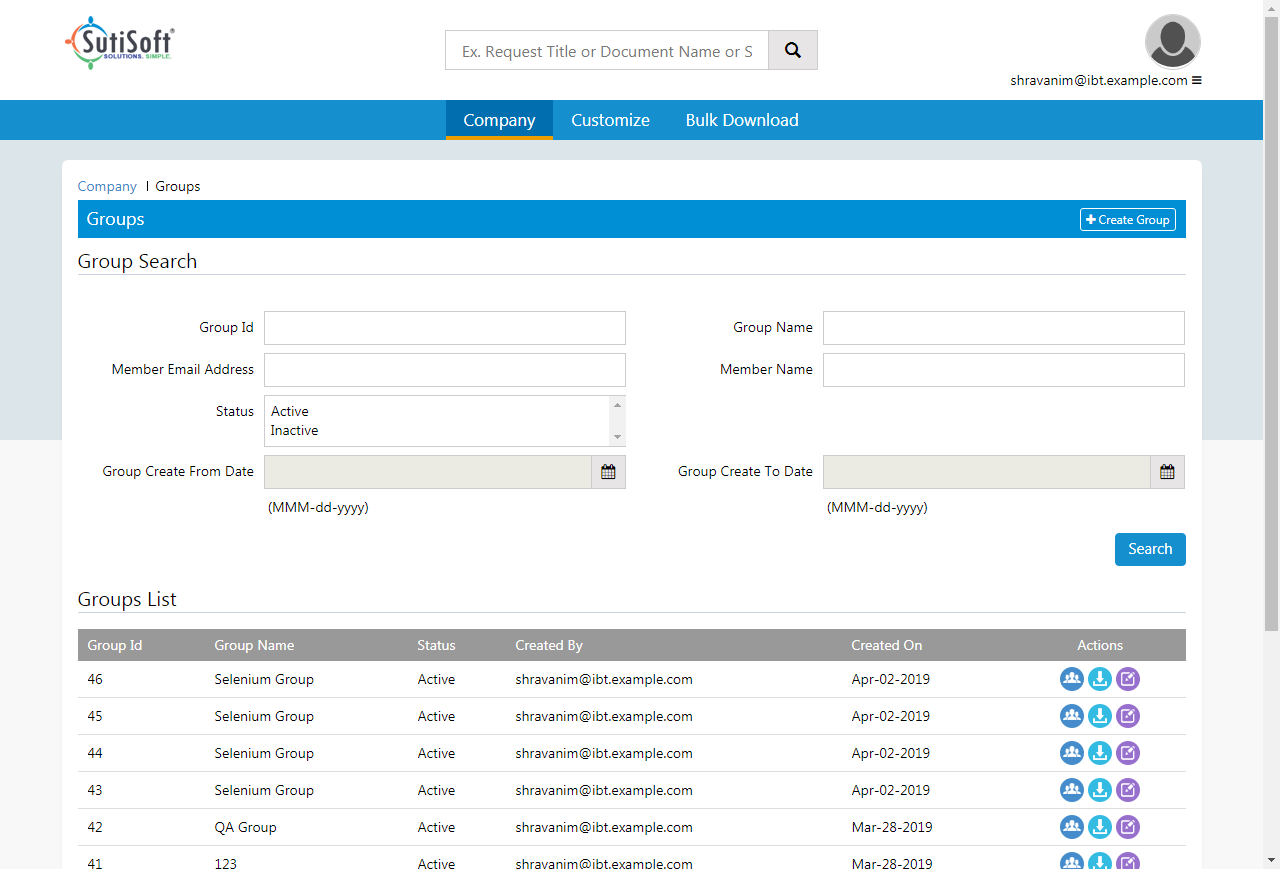 SutiSoft®
SOLUTIONS. SIMPLE.
Ex. Request Title or Document Name or S
shravanim@ibt.example.com
Company Customize Bulk Download
Company | Groups
Groups Create Group
Group Search
Group Id Group Name
Member Email Address Member Name
Status Active
Inactive
Group Create From Date Group Create To Date
(MMM-dd-yyyy) (MMM-dd-yyyy)
Search
Groups List
Group Id Group Name Status Created By Created On Actions
46 Selenium Group Active shravanim@ibt.example.com Apr-02-2019
45 Selenium Group Active shravanim@ibt.example.com Apr-02-2019
44 Selenium Group Active shravanim@ibt.example.com Apr-02-2019
43 Selenium Group Active shravanim@ibt.example.com Apr-02-2019
42 QA Group Active shravanim@ibt.example.com Mar-28-2019
41 123 Active shravanim@ibt.example.com Mar-28-2019